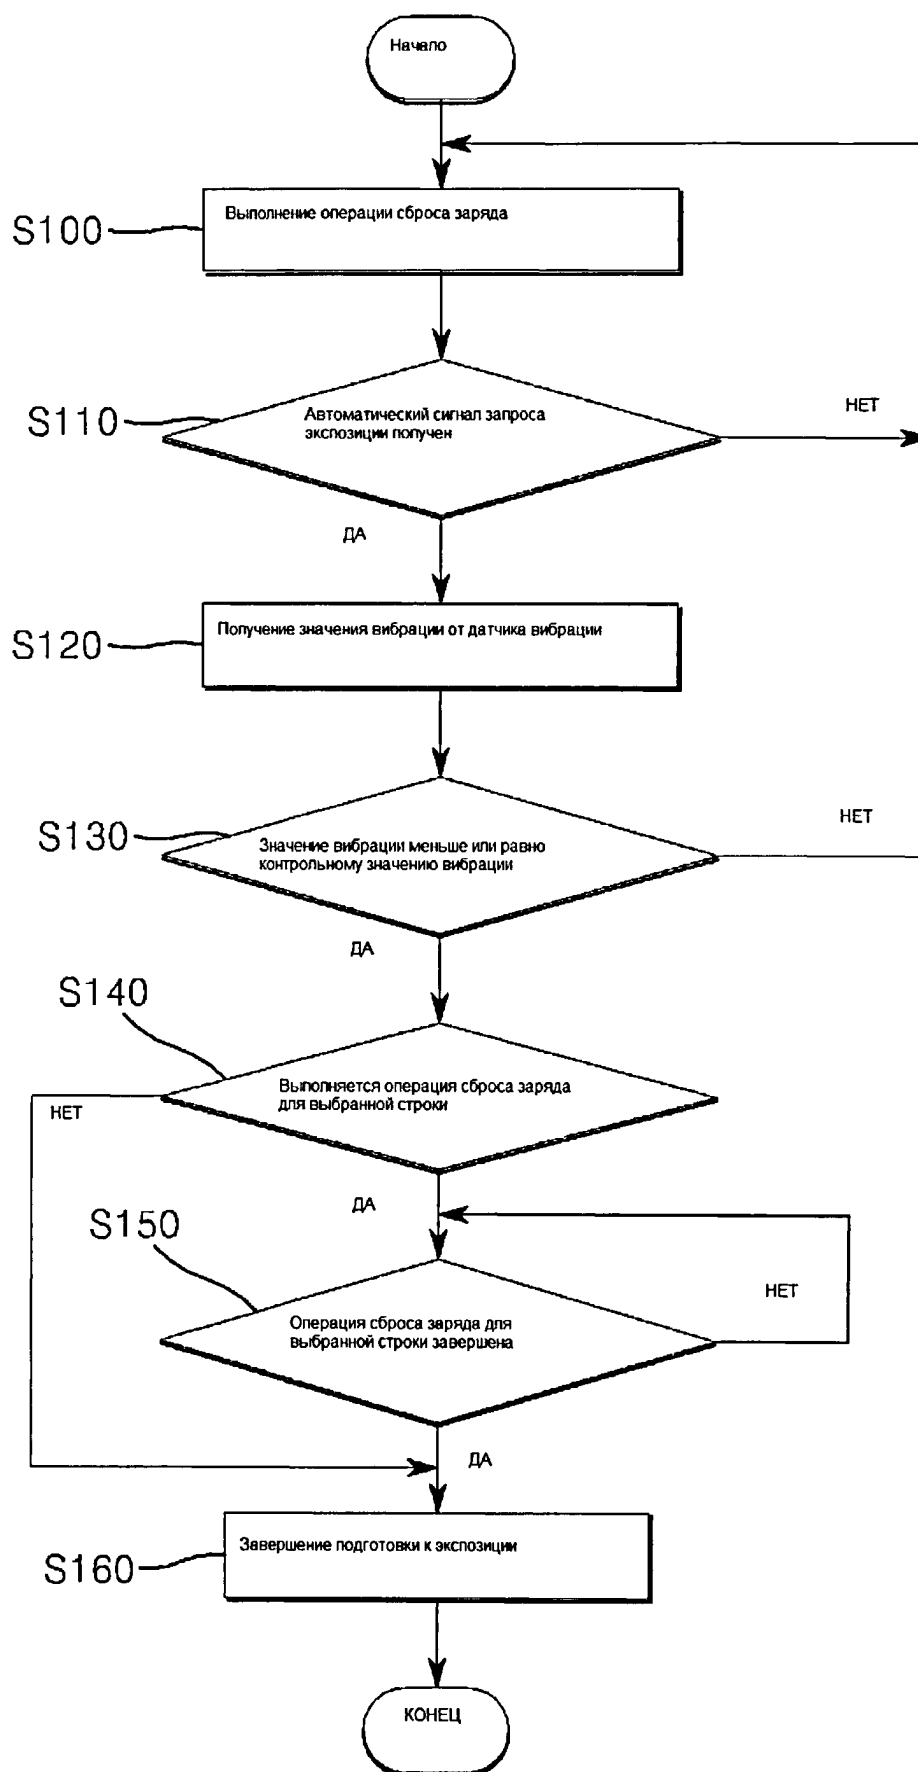 Начало
Выполнение операции сброса заряда
S100
Автоматический сигнал запроса
экспозиции получен
S110
НЕТ
ДА
Получение значения вибрации от датчика вибрации
S120
S130
НЕТ
Значение вибрации меньше или равно
контрольному значению вибрации
ДА
S140
Выполняется операция сброса заряда
для выбранной строки
НЕТ
ДА
S150
НЕТ
Операция сброса заряда для
выбранной строки завершена
ДА
Завершение подготовки к экспозиции
S160
КОНЕЦ